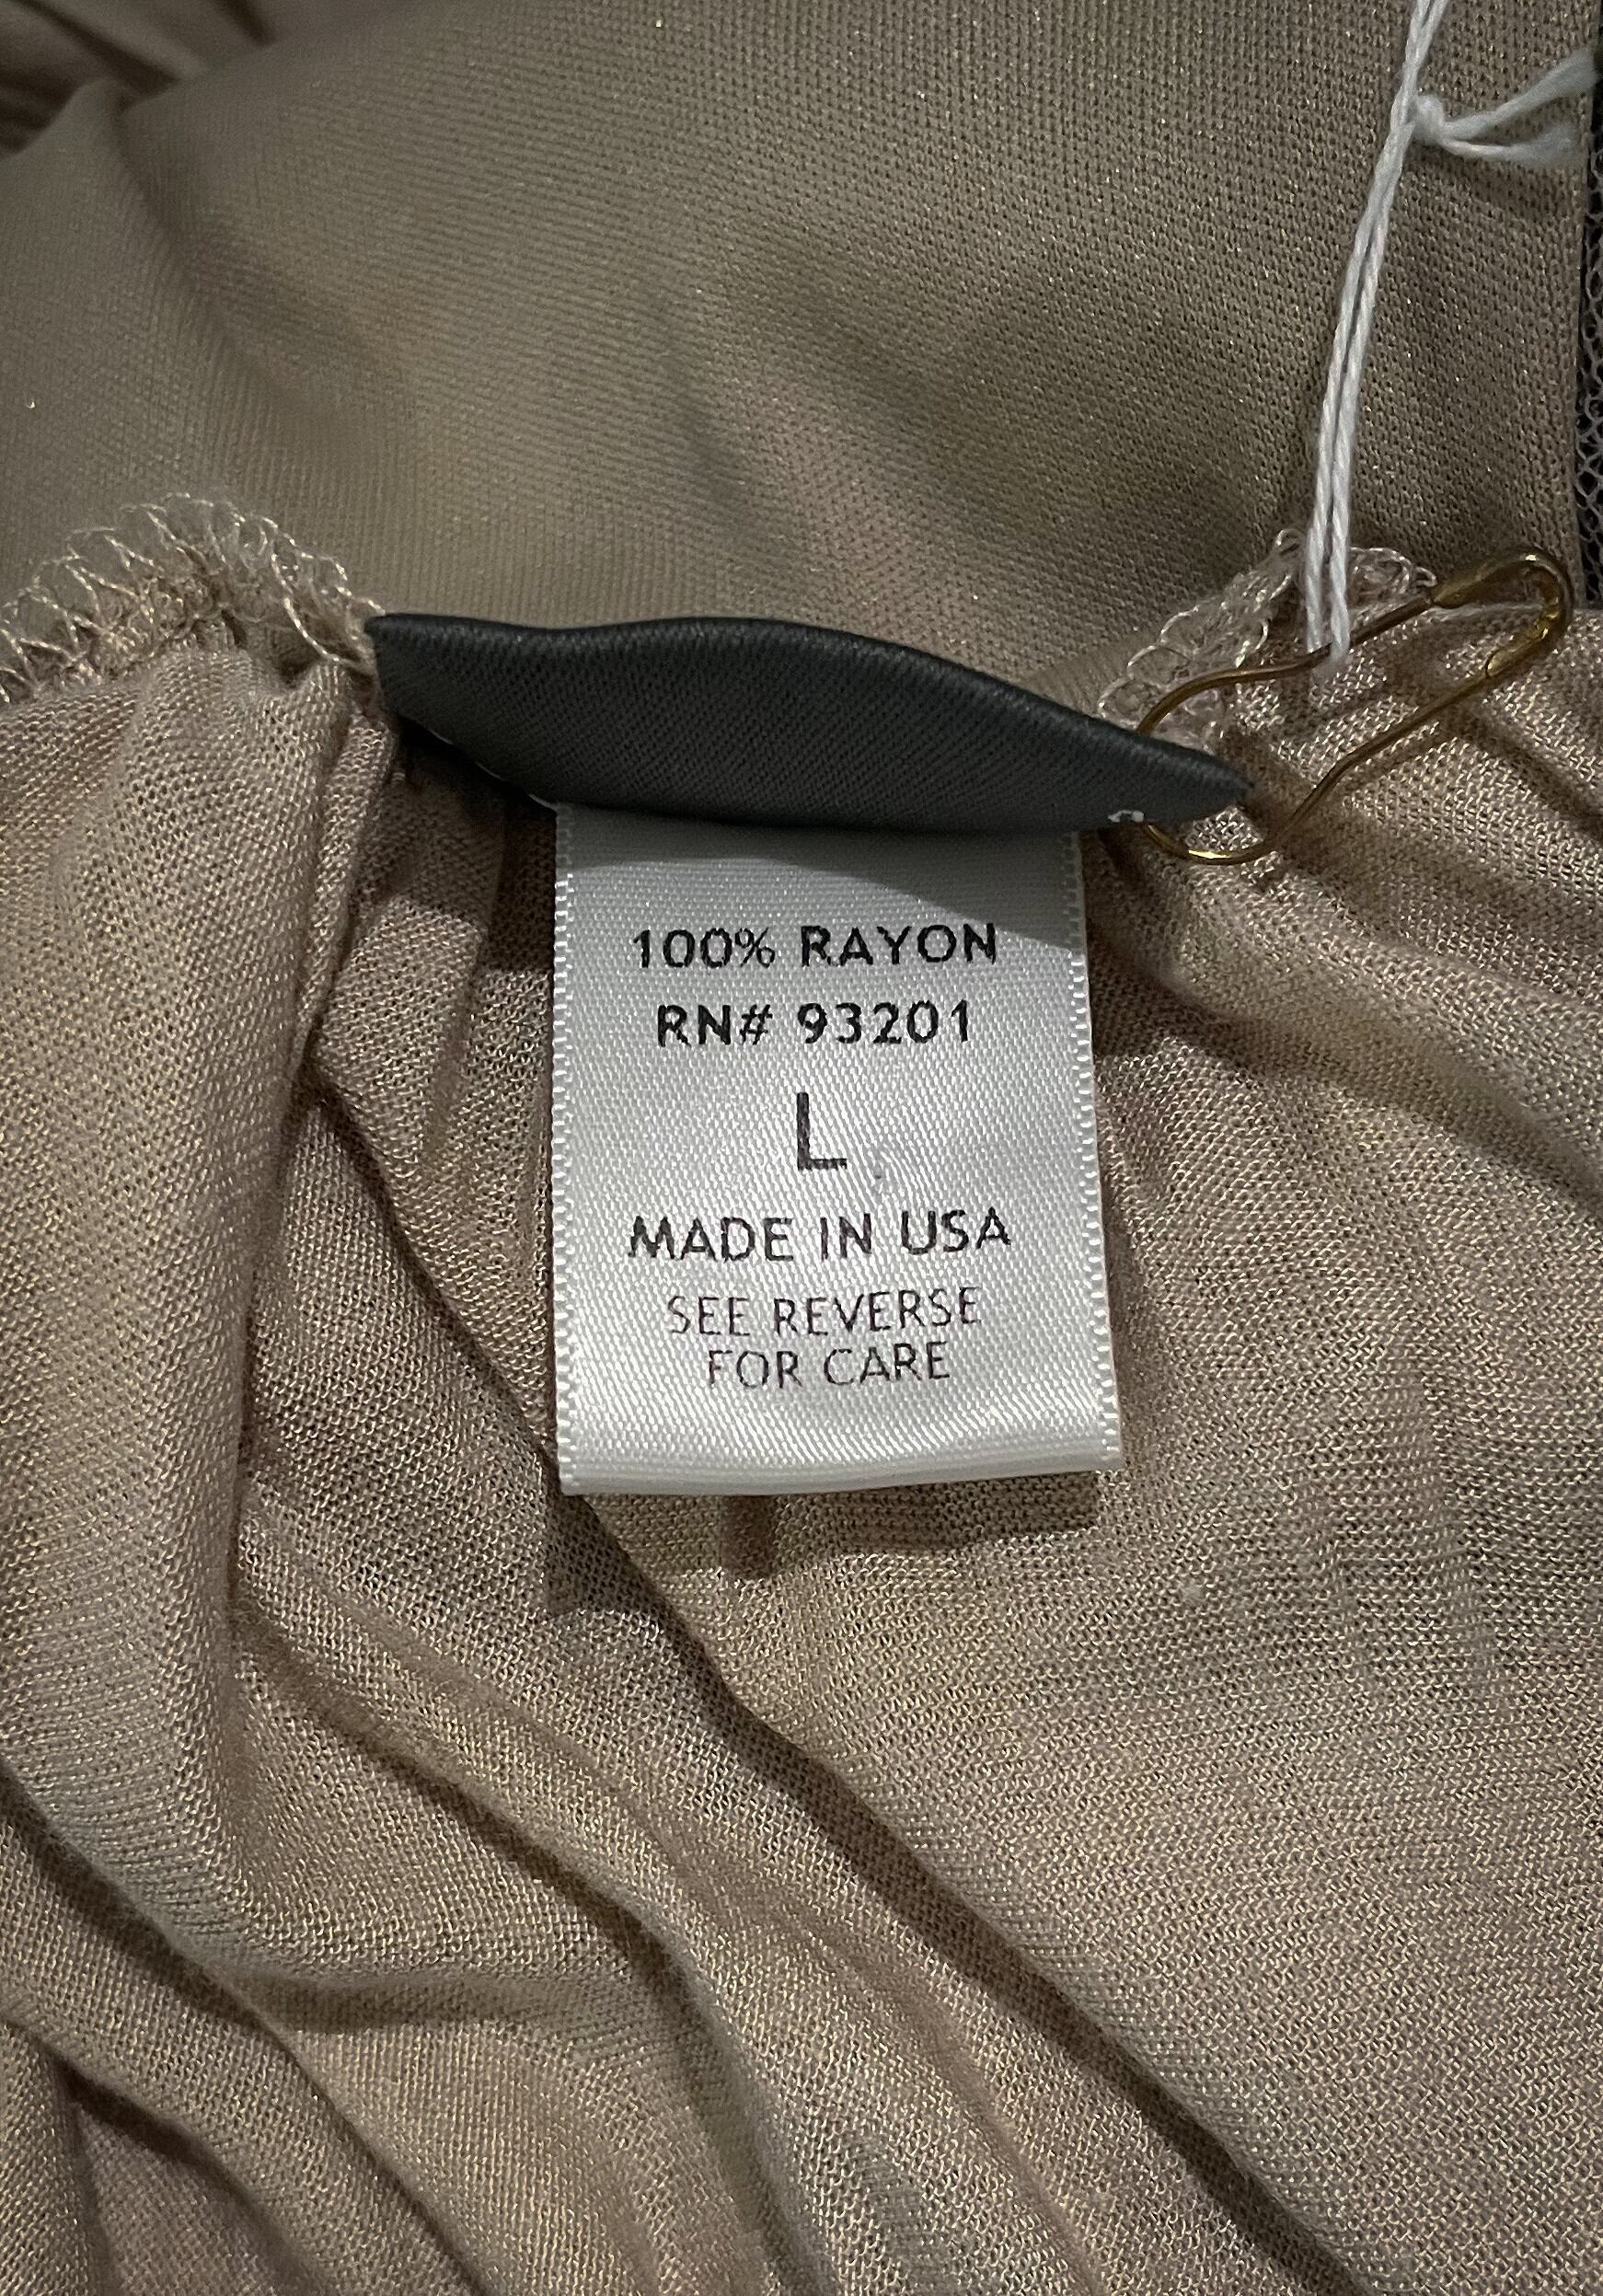 100% RAYON
RN# 93201
L
MADE IN USA
SEE REVERSE
FOR CARE